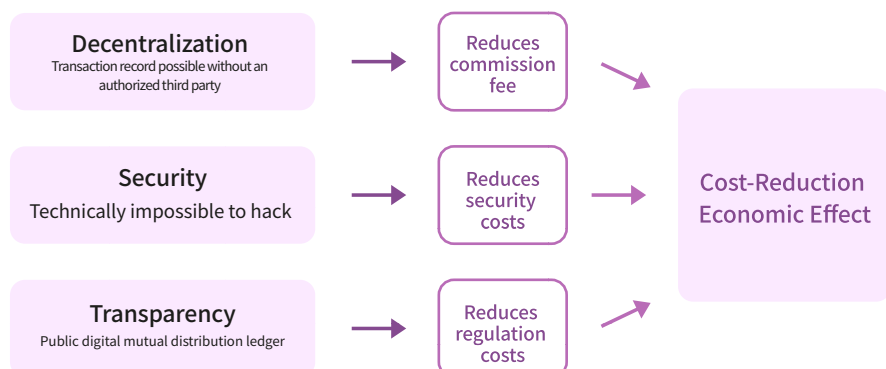 Decentralization
Transaction record possible without an
authorized third party
Reduces
commission
fee
Security
Technically impossible to hack
Reduces
security
costs
Transparency
Public digital mutual distribution ledger
Reduces
regulation
costs
Cost-Reduction
Economic Effect